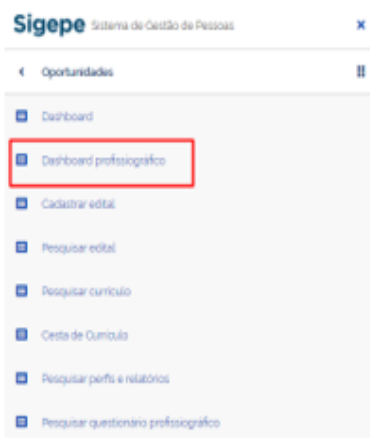 Sigepe Sistema de Gestão de Pessoas
Oportunidades
Dashboard
Dashboard profissiográfico
Cadastrar edital
Pesquisar edital
Pesquisar currículo
Cesta de Currículo
Pesquisar perfis e relatórios
Pesquisar questionário profissiográfico